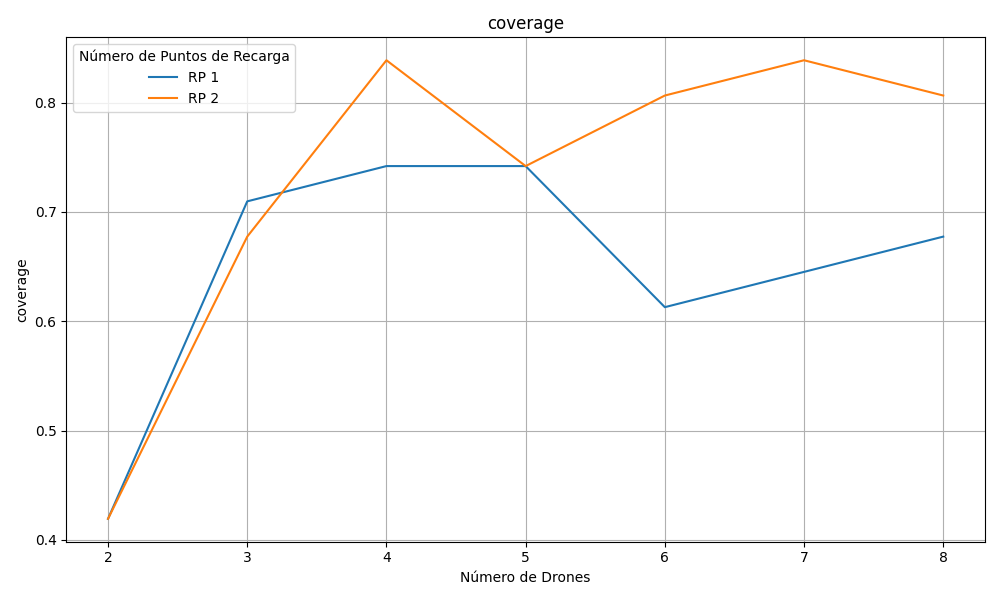 coverage
Número de Puntos de Recarga
RP 1
RP 2
coverage
0.8
0.7
0.6
0.5
0.4
2 3 4 5 6 7 8
Número de Drones